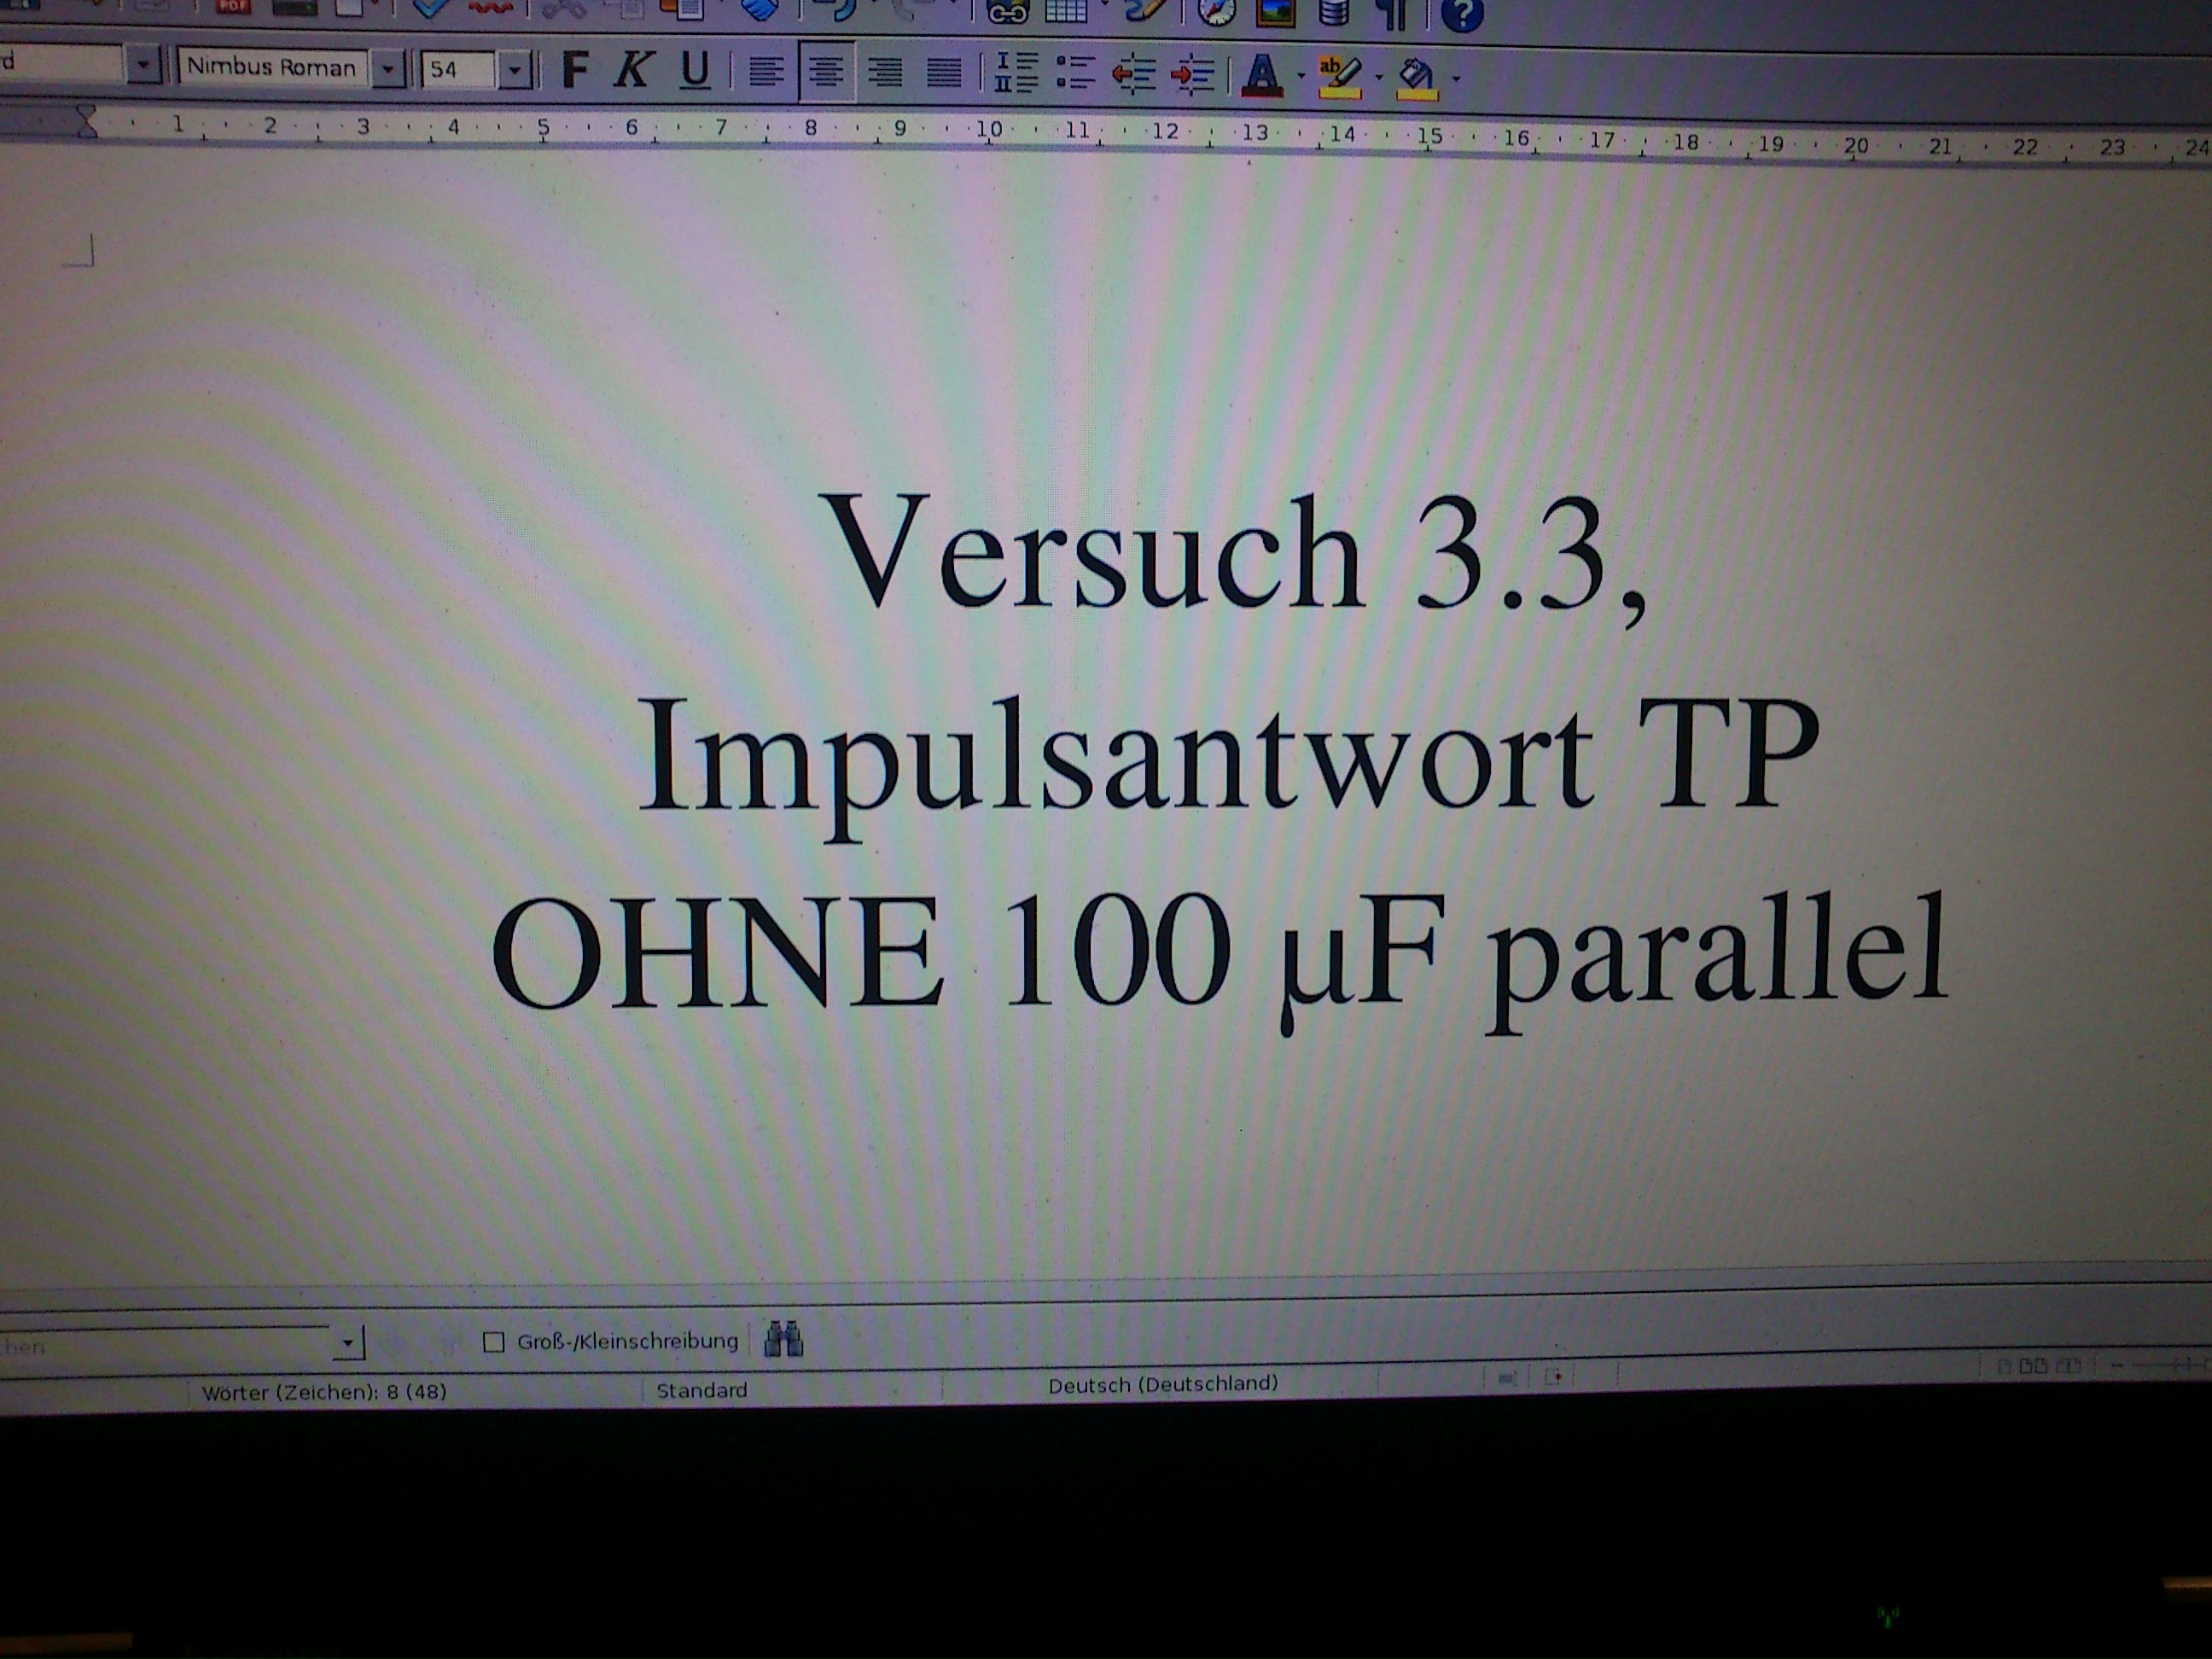 PDF
Nimbus Roman
54
F K U
1 2 3 4 5 6 7 8 9 10 11 12 13 14 15 16 17 18 19 20 21 22 23 24
Versuch 3.3,
Impulsantwort TP
OHNE 100 µF parallel
Groß-/Kleinschreibung
Wörter (Zeichen): 8 (48)
Standard
Deutsch (Deutschland)